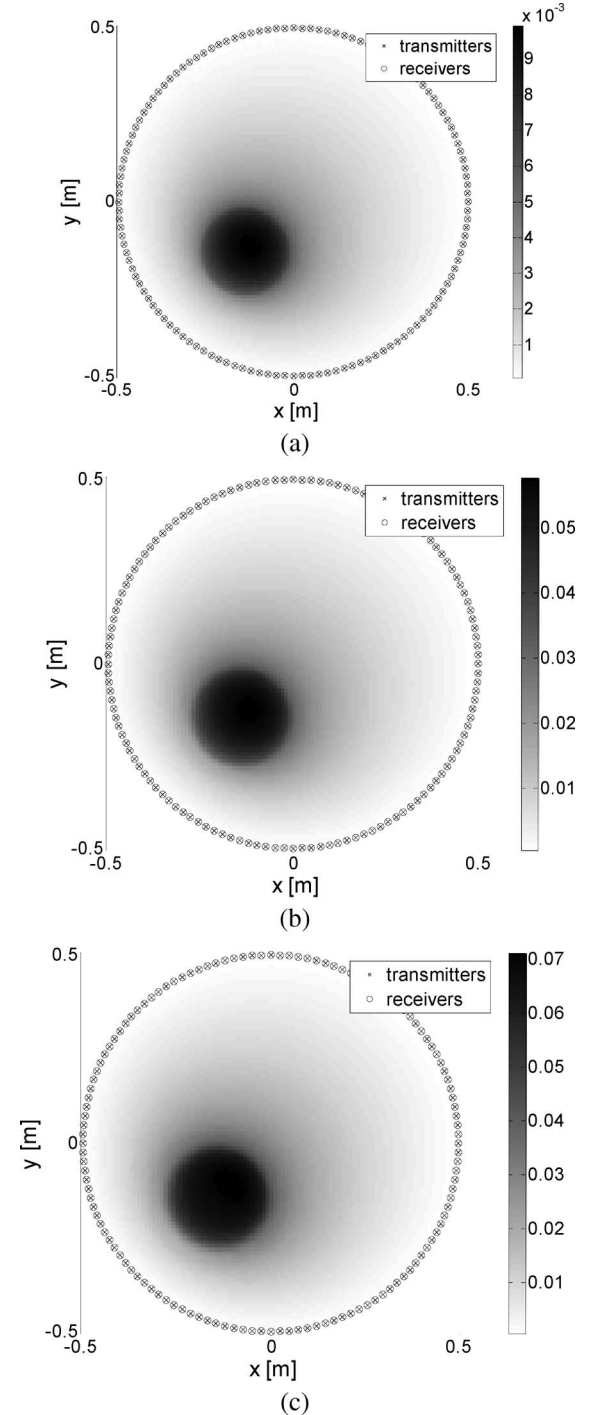 x 10⁻³
0.5
0
-0.5
y [m]
-0.5
0
0.5
x [m]
× transmitters
○ receivers
9
8
7
6
5
4
3
2
1
(a)
0.5
0
-0.5
y [m]
-0.5
0
0.5
x [m]
× transmitters
○ receivers
0.05
0.04
0.03
0.02
0.01
(b)
0.5
0
-0.5
y [m]
-0.5
0
0.5
x [m]
× transmitters
○ receivers
0.07
0.06
0.05
0.04
0.03
0.02
0.01
(c)